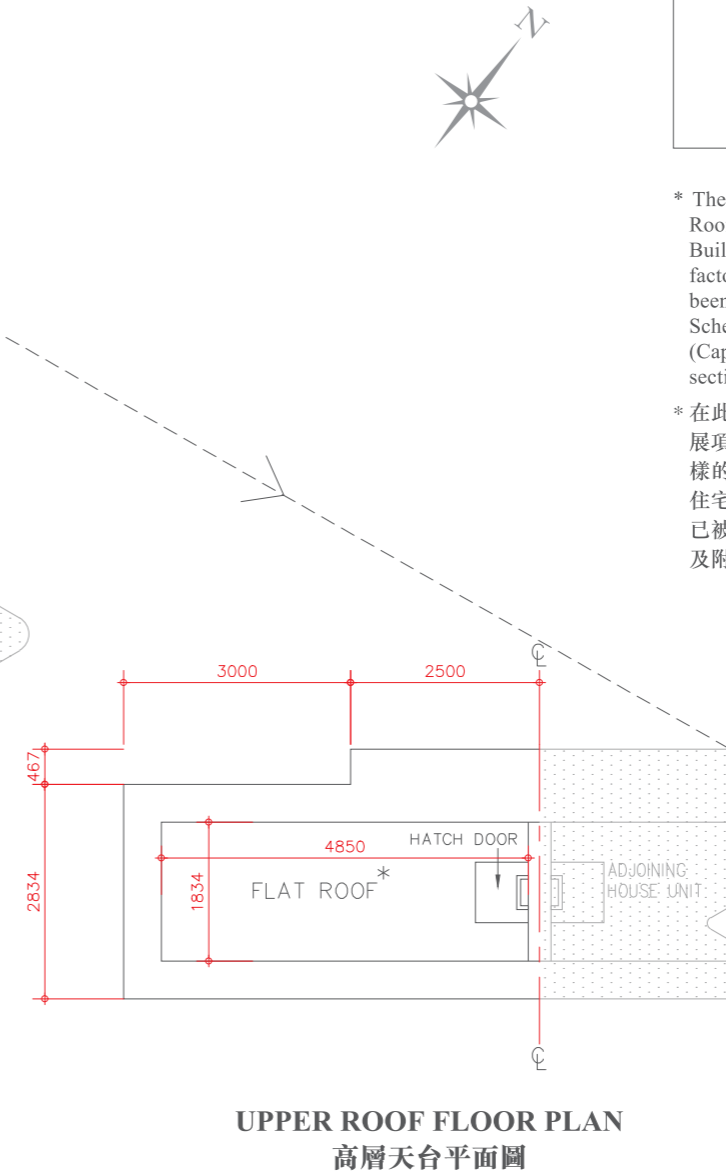 N
* The
Roo
Buil
facto
been
Sche
(Cap
secti
* 在此
展項
樣的
住宅
已被
及附
℄
3000
2500
467
HATCH DOOR
4850
FLAT ROOF*
1834
2834
ADJOINING
HOUSE UNIT
℄
UPPER ROOF FLOOR PLAN
高層天台平面圖